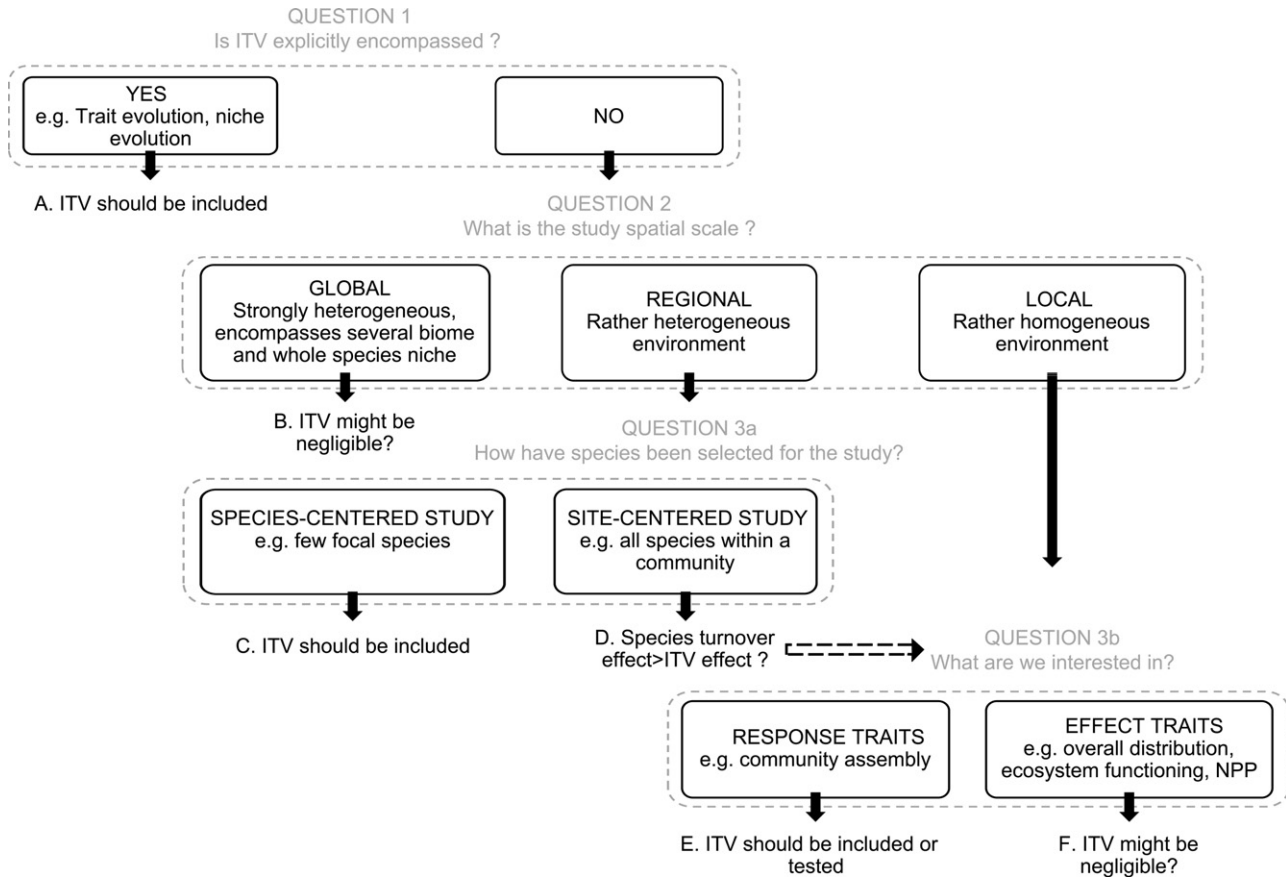 QUESTION 1
Is ITV explicitly encompassed ?
YES
e.g. Trait evolution, niche
evolution
NO
A. ITV should be included
QUESTION 2
What is the study spatial scale ?
GLOBAL
Strongly heterogeneous,
encompasses several biome
and whole species niche
REGIONAL
Rather heterogeneous
environment
LOCAL
Rather homogeneous
environment
B. ITV might be
negligible?
QUESTION 3a
How have species been selected for the study?
SPECIES-CENTERED STUDY
e.g. few focal species
SITE-CENTERED STUDY
e.g. all species within a
community
C. ITV should be included
D. Species turnover
effect>ITV effect ?
QUESTION 3b
What are we interested in?
RESPONSE TRAITS
e.g. community assembly
EFFECT TRAITS
e.g. overall distribution,
ecosystem functioning, NPP
E. ITV should be included or
tested
F. ITV might be
negligible?